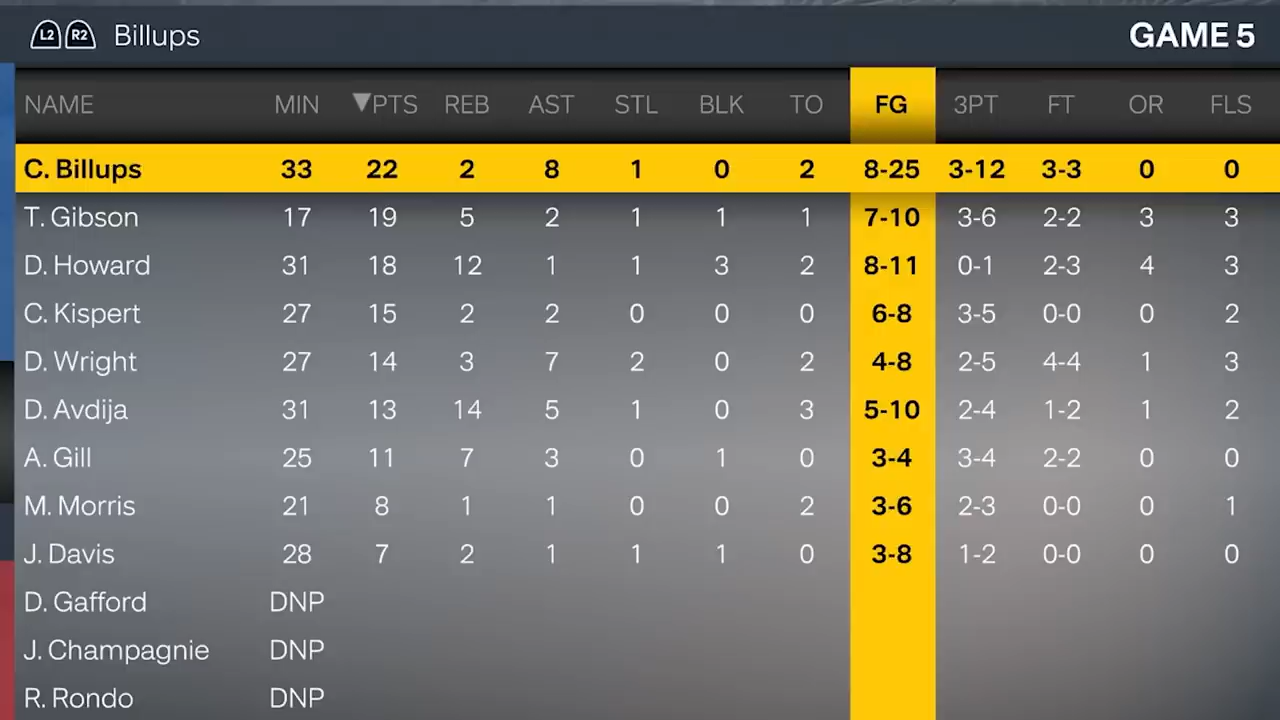 L2 R2 Billups GAME 5
NAME MIN ▼PTS REB AST STL BLK TO FG 3PT FT OR FLS
C. Billups 33 22 2 8 1 0 2 8-25 3-12 3-3 0 0
T. Gibson 17 19 5 2 1 1 1 7-10 3-6 2-2 3 3
D. Howard 31 18 12 1 1 3 2 8-11 0-1 2-3 4 3
C. Kispert 27 15 2 2 0 0 0 6-8 3-5 0-0 0 2
D. Wright 27 14 3 7 2 0 2 4-8 2-5 4-4 1 3
D. Avdija 31 13 14 5 1 0 3 5-10 2-4 1-2 1 2
A. Gill 25 11 7 3 0 1 0 3-4 3-4 2-2 0 0
M. Morris 21 8 1 1 0 0 2 3-6 2-3 0-0 0 1
J. Davis 28 7 2 1 1 1 0 3-8 1-2 0-0 0 0
D. Gafford DNP
J. Champagnie DNP
R. Rondo DNP